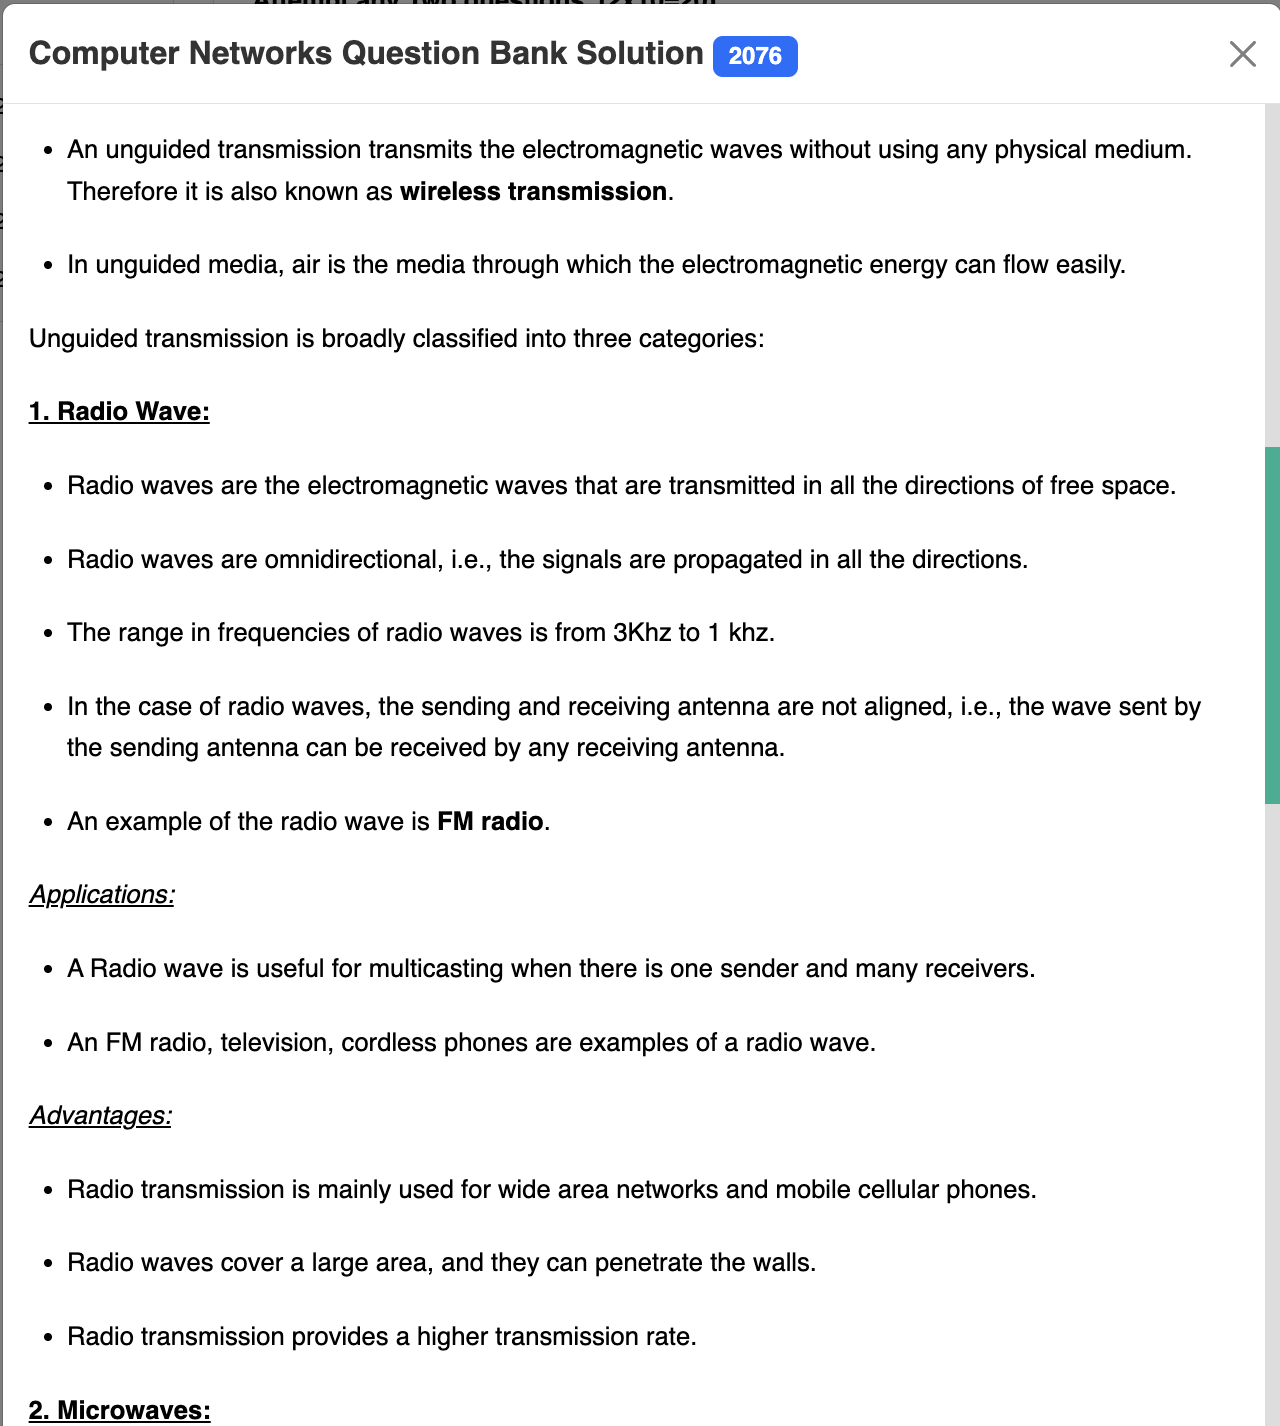 Computer Networks Question Bank Solution 2076
• An unguided transmission transmits the electromagnetic waves without using any physical medium.
Therefore it is also known as wireless transmission.
• In unguided media, air is the media through which the electromagnetic energy can flow easily.
Unguided transmission is broadly classified into three categories:
1. Radio Wave:
• Radio waves are the electromagnetic waves that are transmitted in all the directions of free space.
• Radio waves are omnidirectional, i.e., the signals are propagated in all the directions.
• The range in frequencies of radio waves is from 3Khz to 1 khz.
• In the case of radio waves, the sending and receiving antenna are not aligned, i.e., the wave sent by
the sending antenna can be received by any receiving antenna.
• An example of the radio wave is FM radio.
Applications:
• A Radio wave is useful for multicasting when there is one sender and many receivers.
• An FM radio, television, cordless phones are examples of a radio wave.
Advantages:
• Radio transmission is mainly used for wide area networks and mobile cellular phones.
• Radio waves cover a large area, and they can penetrate the walls.
• Radio transmission provides a higher transmission rate.
2. Microwaves: